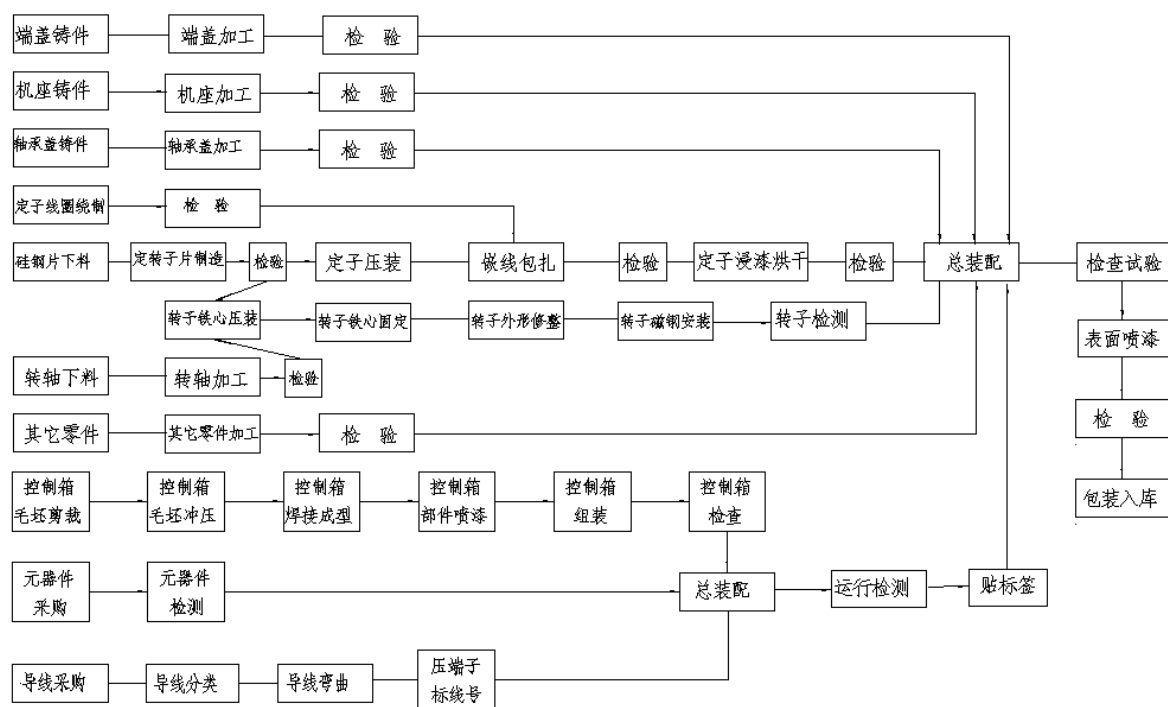 端盖铸件
端盖加工
检 验
机座铸件
机座加工
检 验
轴承盖铸件
轴承盖加工
检 验
定子线圈绕制
检 验
硅钢片下料
定转子片制造
检验
定子压装
嵌线包扎
检验
定子浸漆烘干
检验
总装配
检查试验
转子铁心压装
转子铁心固定
转子外形修整
转子磁钢安装
转子检测
表面喷漆
转轴下料
转轴加工
检验
其它零件
其它零件加工
检 验
检 验
控制箱
毛坯剪裁
控制箱
毛坯冲压
控制箱
焊接成型
控制箱
部件喷漆
控制箱
组装
控制箱
检查
包装入库
元器件
采购
元器件
检测
总装配
运行检测
贴标签
导线采购
导线分类
导线弯曲
压端子
标线号